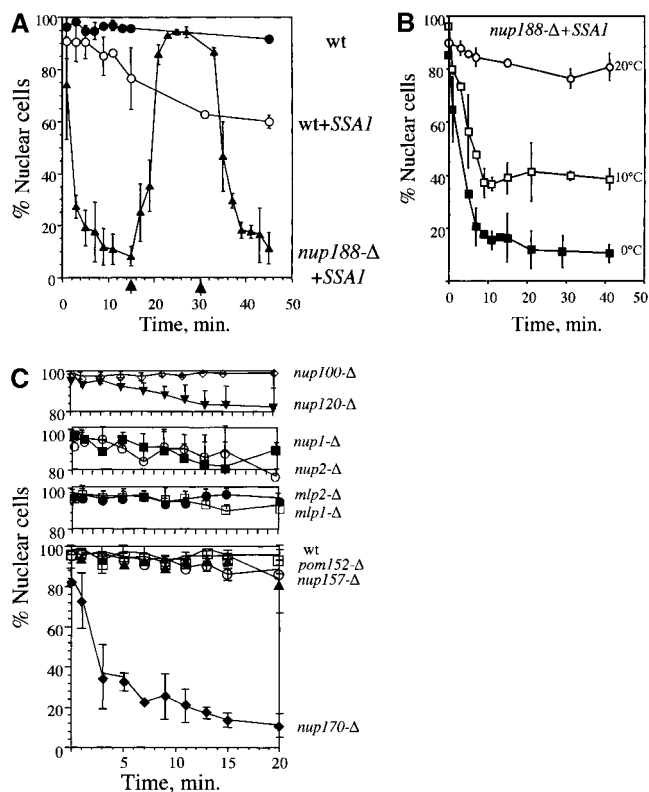 A
100
80
60
40
20
0
% Nuclear cells
0 10 20 30 40 50
Time, min.
wt
wt+SSA1
nup188-Δ
+SSA1
B
nup188-Δ+SSA1
100
80
60
40
20
% Nuclear cells
20°C
10°C
0°C
0 10 20 30 40 50
Time, min.
C
100
80
nup100-Δ
nup120-Δ
100
80
nup1-Δ
nup2-Δ
100
80
mlp2-Δ
mlp1-Δ
% Nuclear cells
100
80
60
40
20
0
wt
pom152-Δ
nup157-Δ
nup170-Δ
5 10 15 20
Time, min.